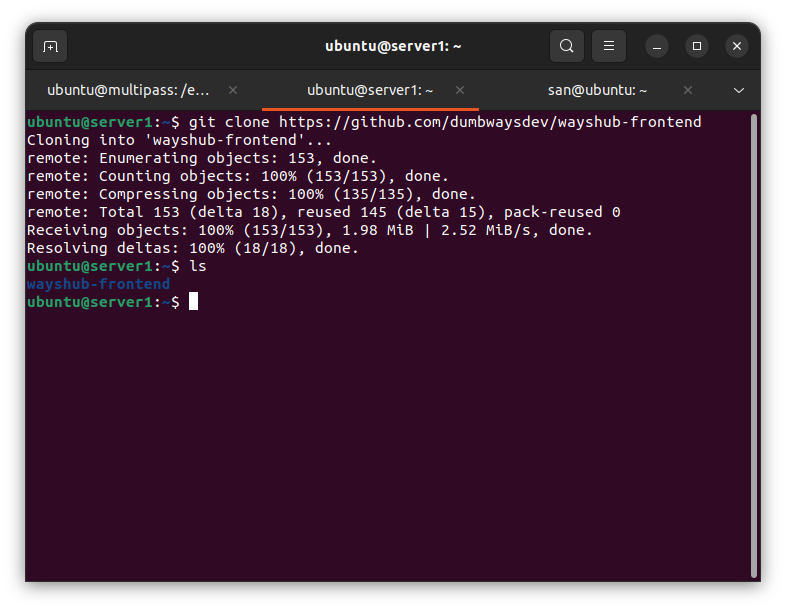 ubuntu@server1: ~
ubuntu@multipass: /e...
ubuntu@server1: ~
san@ubuntu: ~
ubuntu@server1:~$ git clone https://github.com/dumbwaysdev/wayshub-frontend
Cloning into 'wayshub-frontend'...
remote: Enumerating objects: 153, done.
remote: Counting objects: 100% (153/153), done.
remote: Compressing objects: 100% (135/135), done.
remote: Total 153 (delta 18), reused 145 (delta 15), pack-reused 0
Receiving objects: 100% (153/153), 1.98 MiB | 2.52 MiB/s, done.
Resolving deltas: 100% (18/18), done.
ubuntu@server1:~$ ls
wayshub-frontend
ubuntu@server1:~$